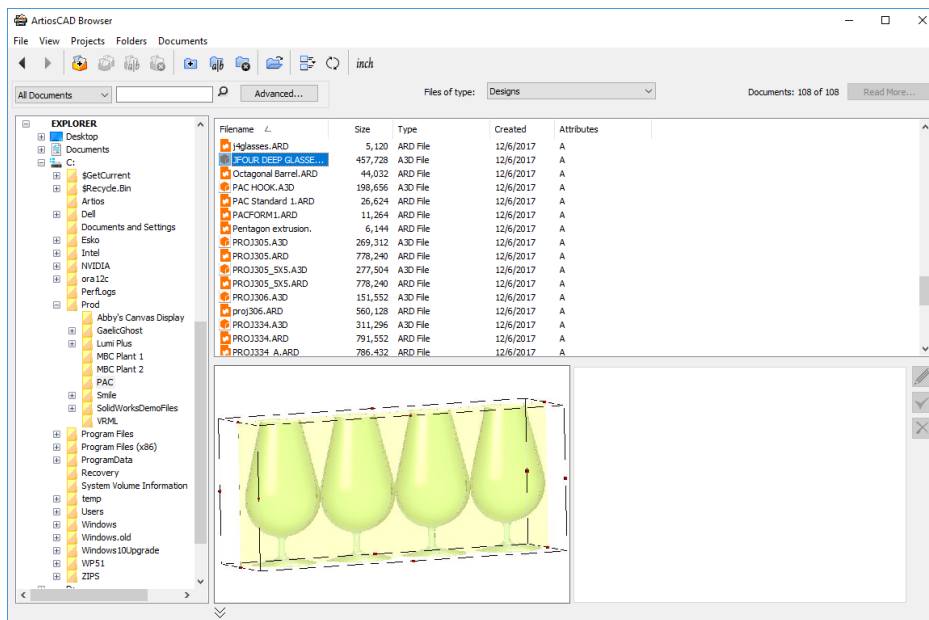 ArtiosCAD Browser
File View Projects Folders Documents
a|b a|b inch
All Documents Advanced... Files of type: Designs Documents: 108 of 108 Read More...
EXPLORER
Desktop
Documents
C:
$GetCurrent
$Recycle.Bin
Artios
Dell
Documents and Settings
Esko
Intel
NVIDIA
ora12c
PerfLogs
Prod
Abby's Canvas Display
GaelicGhost
Lumi Plus
MBC Plant 1
MBC Plant 2
PAC
Smile
SolidWorksDemoFiles
VRML
Program Files
Program Files (x86)
ProgramData
Recovery
System Volume Information
temp
Users
Windows
Windows.old
Windows10Upgrade
WP51
ZIPS
Filename Size Type Created Attributes
j4glasses.ARD 5,120 ARD File 12/6/2017 A
JFOUR DEEP GLASSE... 457,728 A3D File 12/6/2017 A
Octagonal Barrel.ARD 44,032 ARD File 12/6/2017 A
PAC HOOK.A3D 198,656 A3D File 12/6/2017 A
PAC Standard 1.ARD 26,624 ARD File 12/6/2017 A
PACFORM1.ARD 11,264 ARD File 12/6/2017 A
Pentagon extrusion. 6,144 ARD File 12/6/2017 A
PROJ305.A3D 269,312 A3D File 12/6/2017 A
PROJ305.ARD 778,240 ARD File 12/6/2017 A
PROJ305_5X5.A3D 277,504 A3D File 12/6/2017 A
PROJ305_5X5.ARD 778,240 ARD File 12/6/2017 A
PROJ306.A3D 151,552 A3D File 12/6/2017 A
proj306.ARD 560,128 ARD File 12/6/2017 A
PROJ334.A3D 311,296 A3D File 12/6/2017 A
PROJ334.ARD 791,552 ARD File 12/6/2017 A
PROJ334_A.ARD 786,432 ARD File 12/6/2017 A